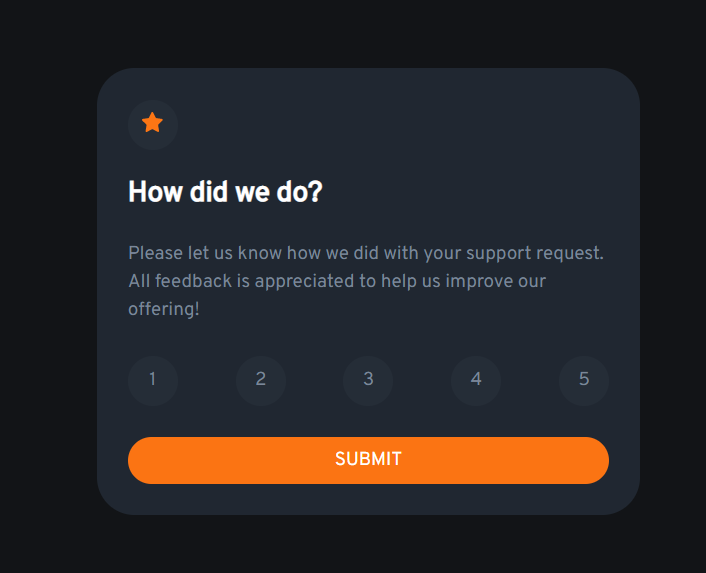 How did we do?
Please let us know how we did with your support request.
All feedback is appreciated to help us improve our
offering!
1 2 3 4 5
SUBMIT